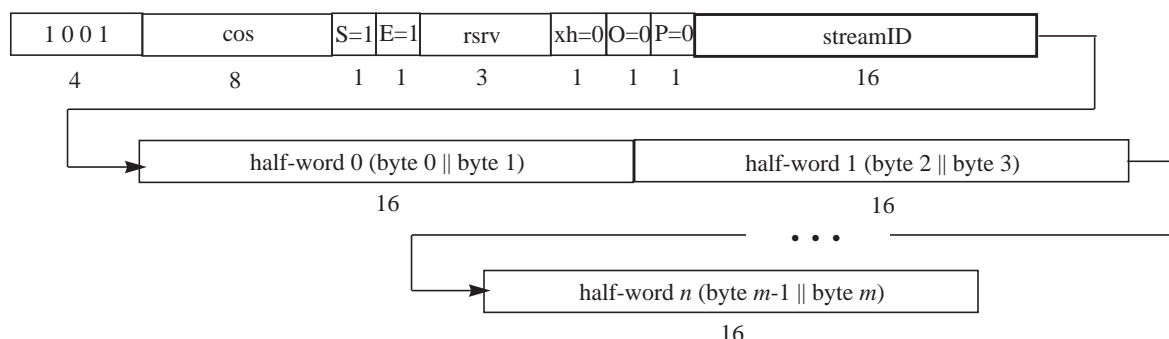 1 0 0 1 cos S=1 E=1 rsrv xh=0 O=0 P=0 streamID
4 8 1 1 3 1 1 1 16
half-word 0 (byte 0 || byte 1) half-word 1 (byte 2 || byte 3)
16 16
• • •
half-word n (byte m-1 || byte m)
16